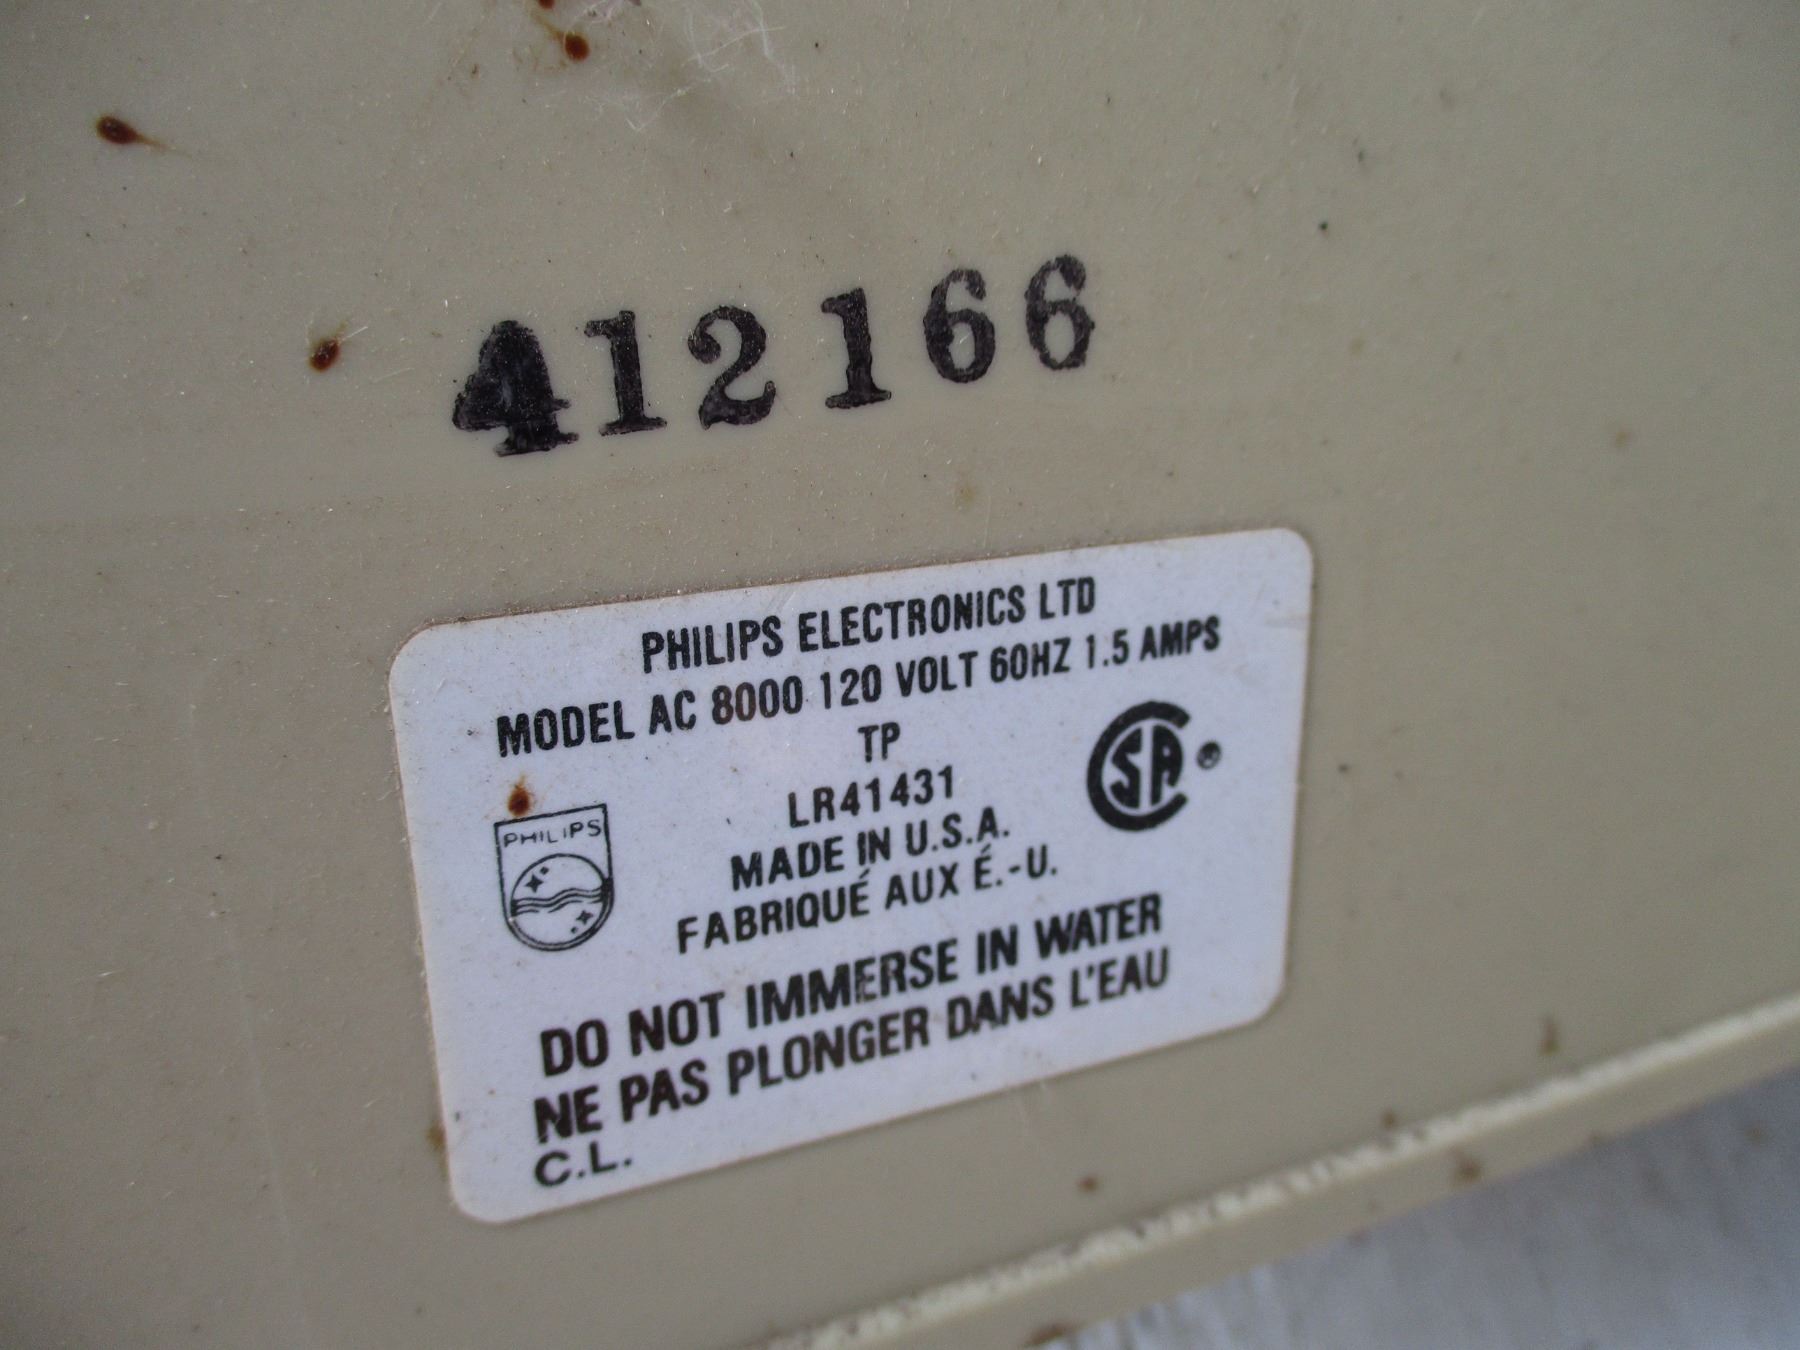 412166
PHILIPS ELECTRONICS LTD
MODEL AC 8000 120 VOLT 60HZ 1.5 AMPS
TP
LR41431
MADE IN U.S.A.
FABRIQUÉ AUX É.-U.
PHILIPS
CSA ®
DO NOT IMMERSE IN WATER
NE PAS PLONGER DANS L'EAU
C.L.